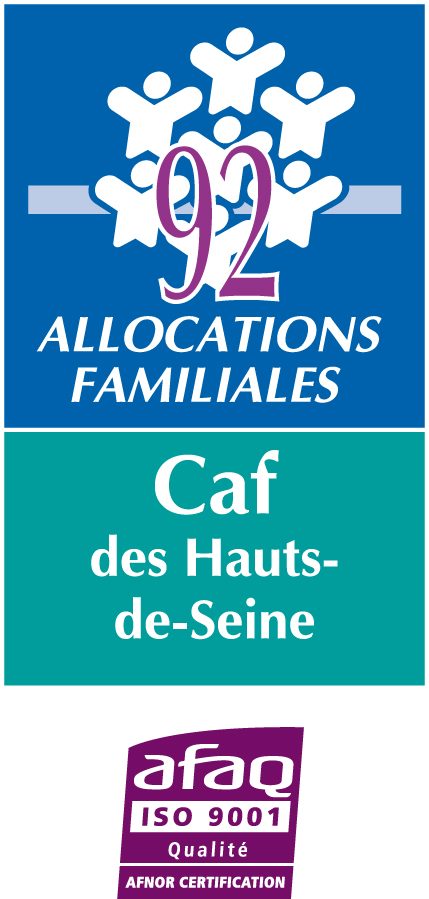 92
ALLOCATIONS
FAMILIALES
Caf
des Hauts-
de-Seine
afaq
ISO 9001
Qualité
AFNOR CERTIFICATION